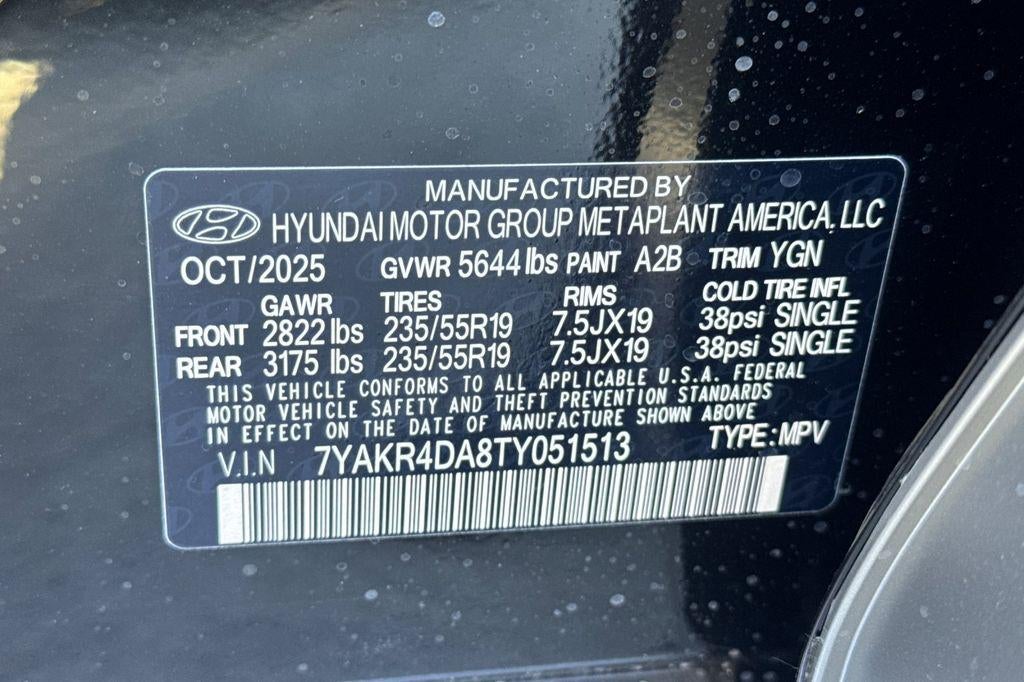 MANUFACTURED BY
HYUNDAI MOTOR GROUP METAPLANT AMERICA, LLC
OCT/2025 GVWR 5644 lbs PAINT A2B TRIM YGN
GAWR TIRES RIMS COLD TIRE INFL
FRONT 2822 lbs 235/55R19 7.5JX19 38psi SINGLE
REAR 3175 lbs 235/55R19 7.5JX19 38psi SINGLE
THIS VEHICLE CONFORMS TO ALL APPLICABLE U.S.A. FEDERAL
MOTOR VEHICLE SAFETY AND THEFT PREVENTION STANDARDS
IN EFFECT ON THE DATE OF MANUFACTURE SHOWN ABOVE
V.I.N 7YAKR4DA8TY051513 TYPE:MPV